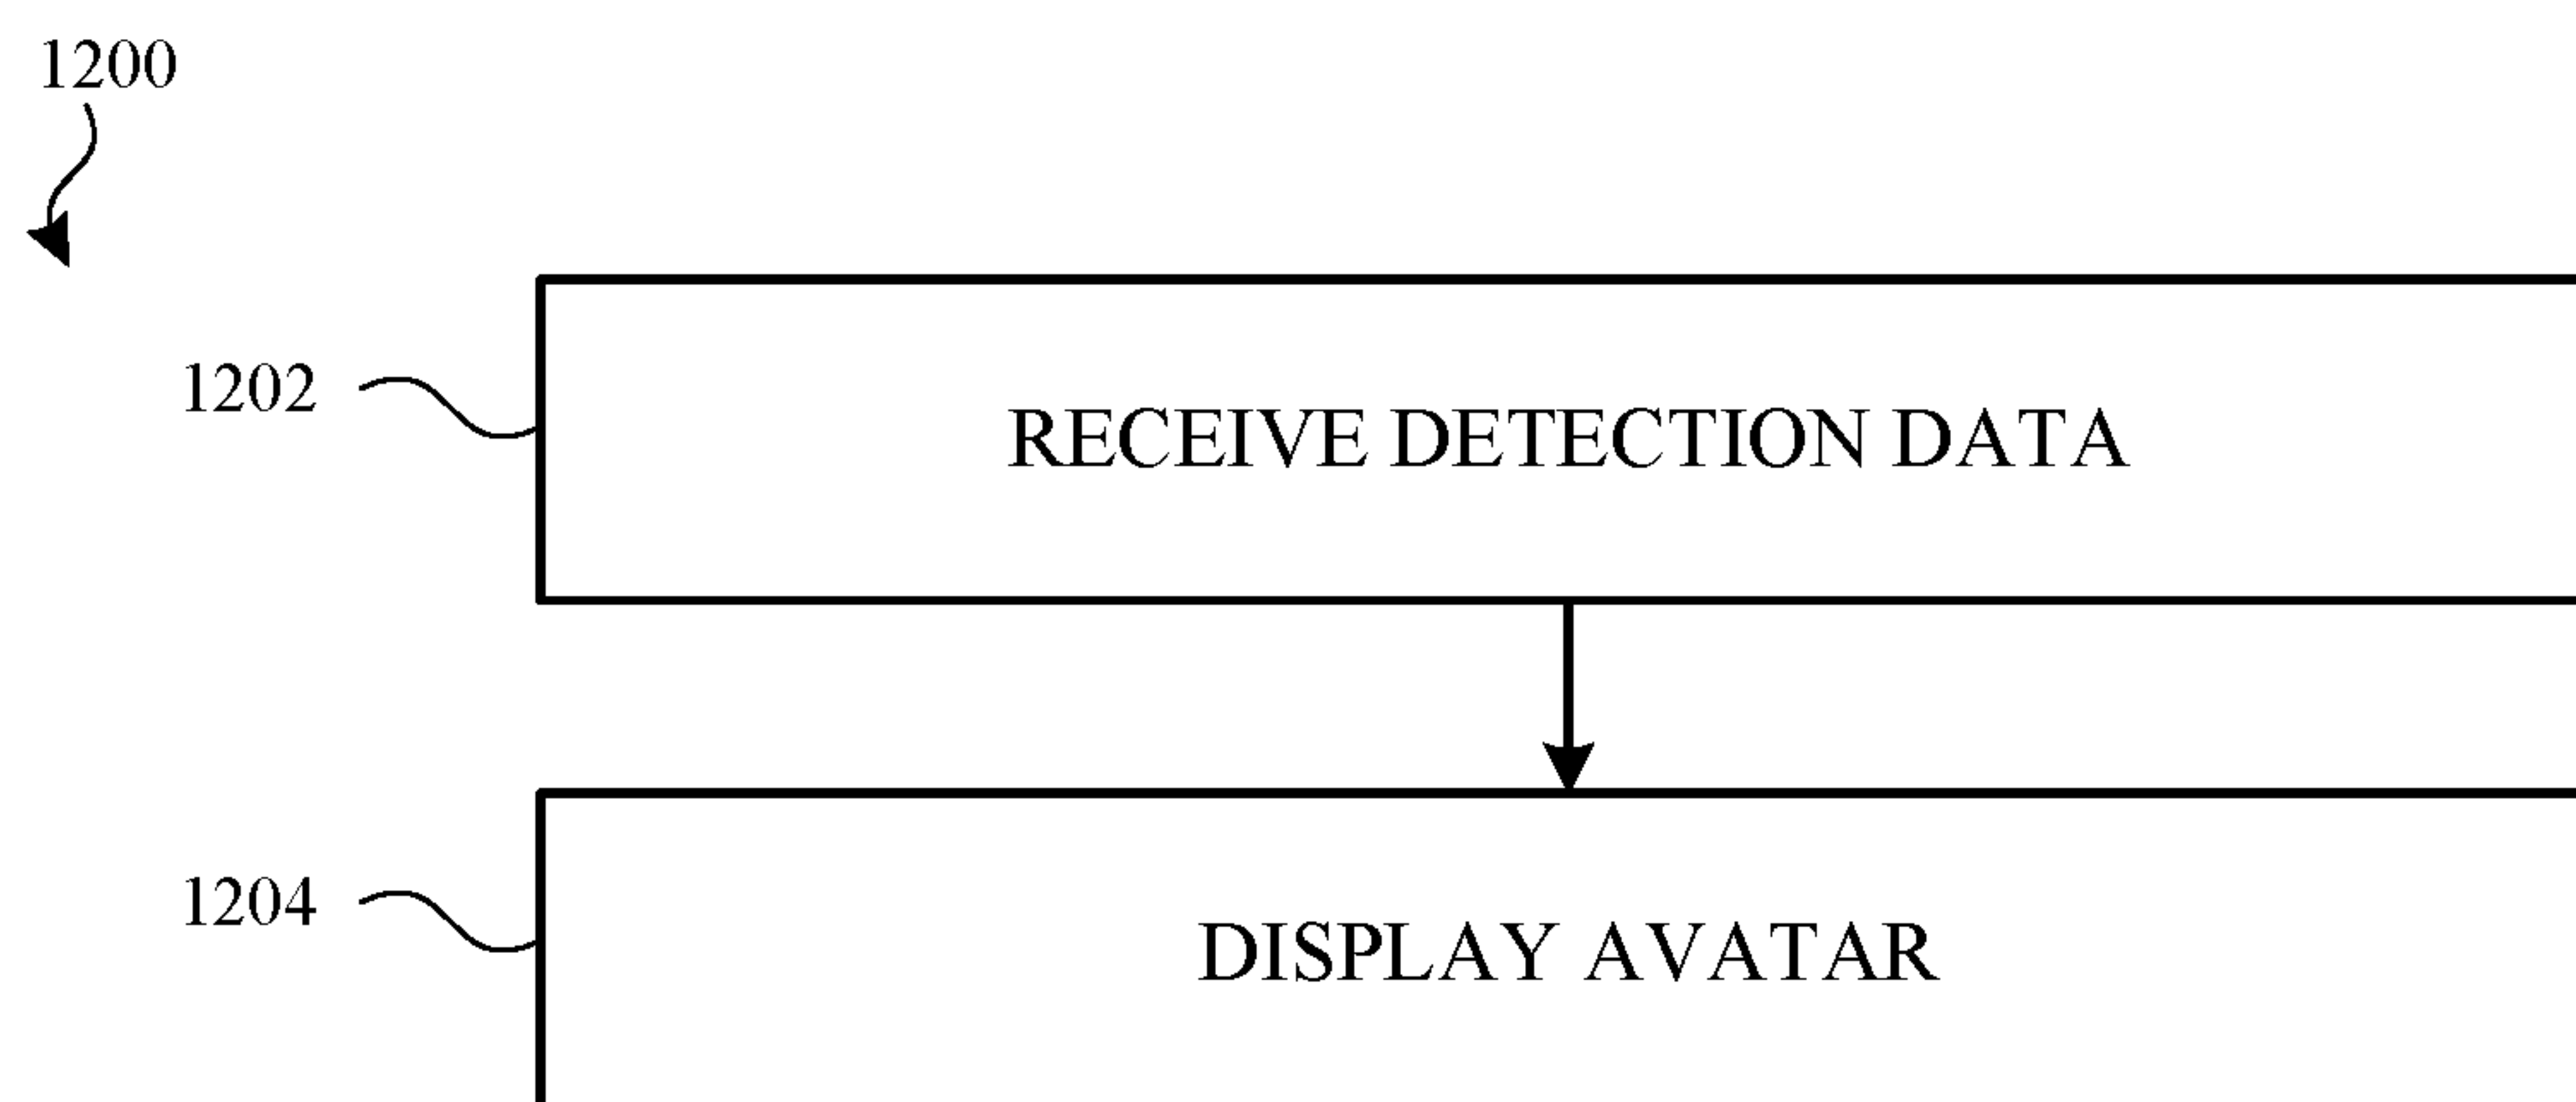 1200
1202
RECEIVE DETECTION DATA
1204
DISPLAY AVATAR